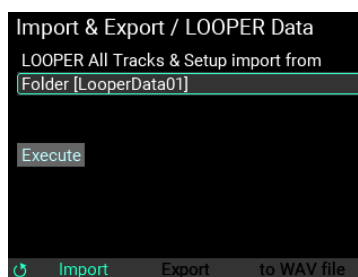 Import & Export / LOOPER Data
LOOPER All Tracks & Setup import from
Folder [LooperData01]
Execute
Import Export to WAV file